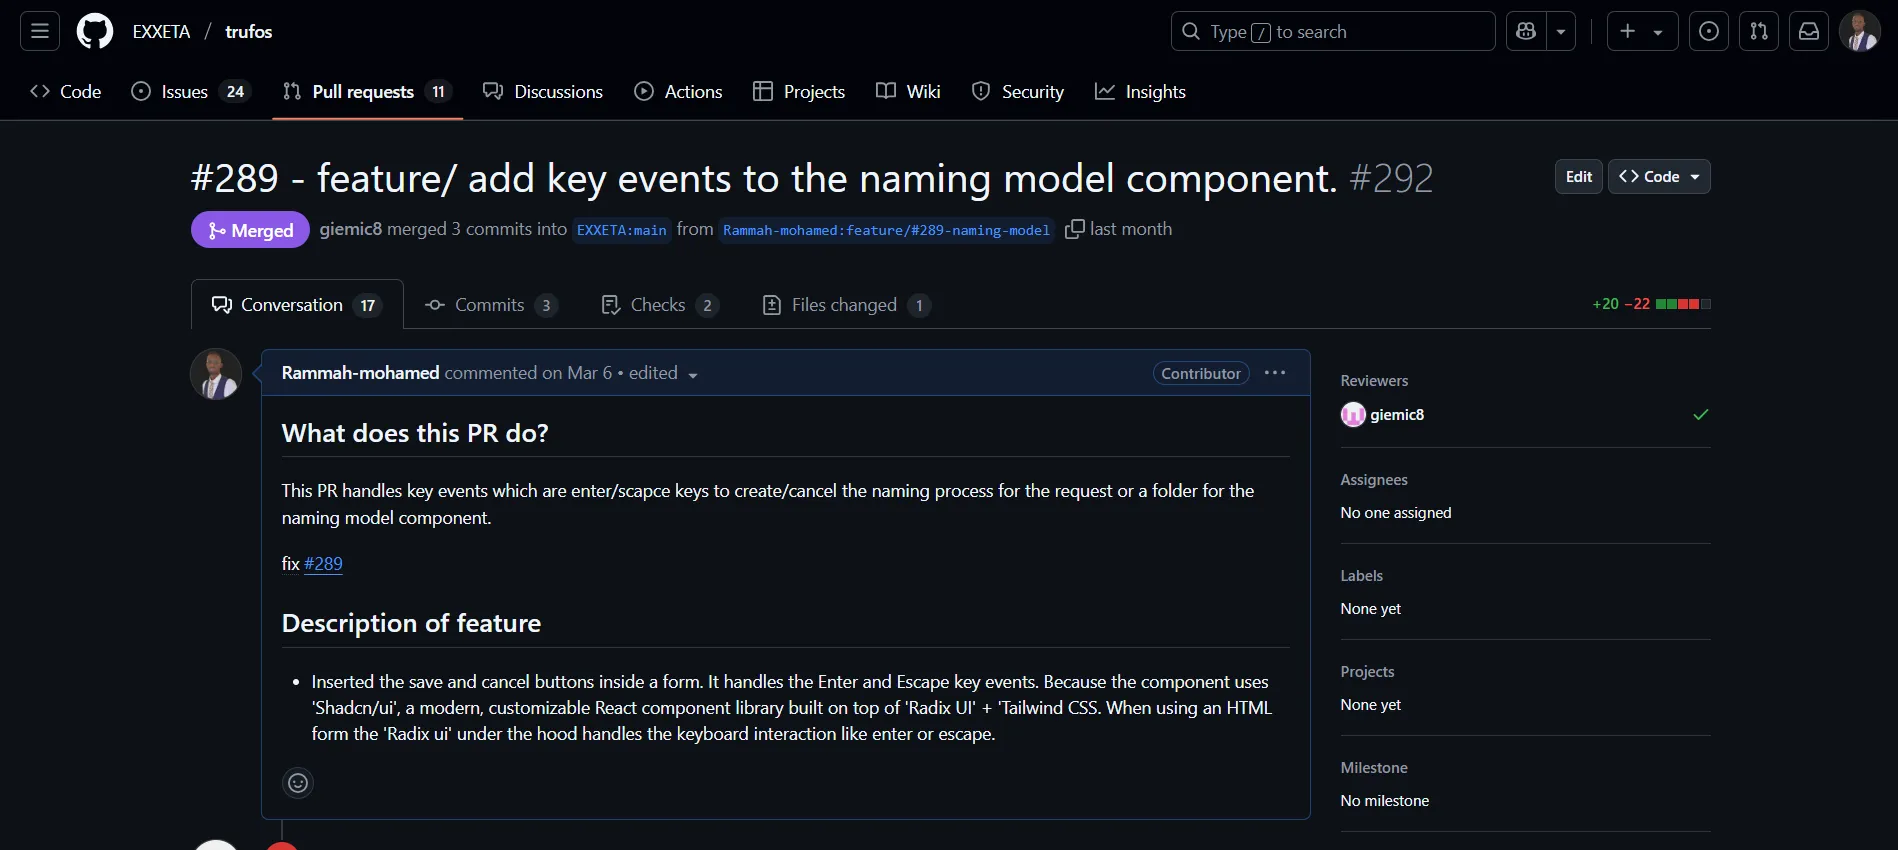 EXXETA / trufos
Type / to search
Code
Issues 24
Pull requests 11
Discussions
Actions
Projects
Wiki
Security
Insights
#289 - feature/ add key events to the naming model component. #292
Edit
Code
Merged
giemic8 merged 3 commits into EXXETA:main from Rammah-mohamed:feature/#289-naming-model last month
Conversation 17
Commits 3
Checks 2
Files changed 1
+20 −22
Rammah-mohamed commented on Mar 6 • edited
Contributor
What does this PR do?
This PR handles key events which are enter/scapce keys to create/cancel the naming process for the request or a folder for the
naming model component.
fix #289
Description of feature
• Inserted the save and cancel buttons inside a form. It handles the Enter and Escape key events. Because the component uses
'Shadcn/ui', a modern, customizable React component library built on top of 'Radix UI' + 'Tailwind CSS. When using an HTML
form the 'Radix ui' under the hood handles the keyboard interaction like enter or escape.
Reviewers
giemic8
Assignees
No one assigned
Labels
None yet
Projects
None yet
Milestone
No milestone